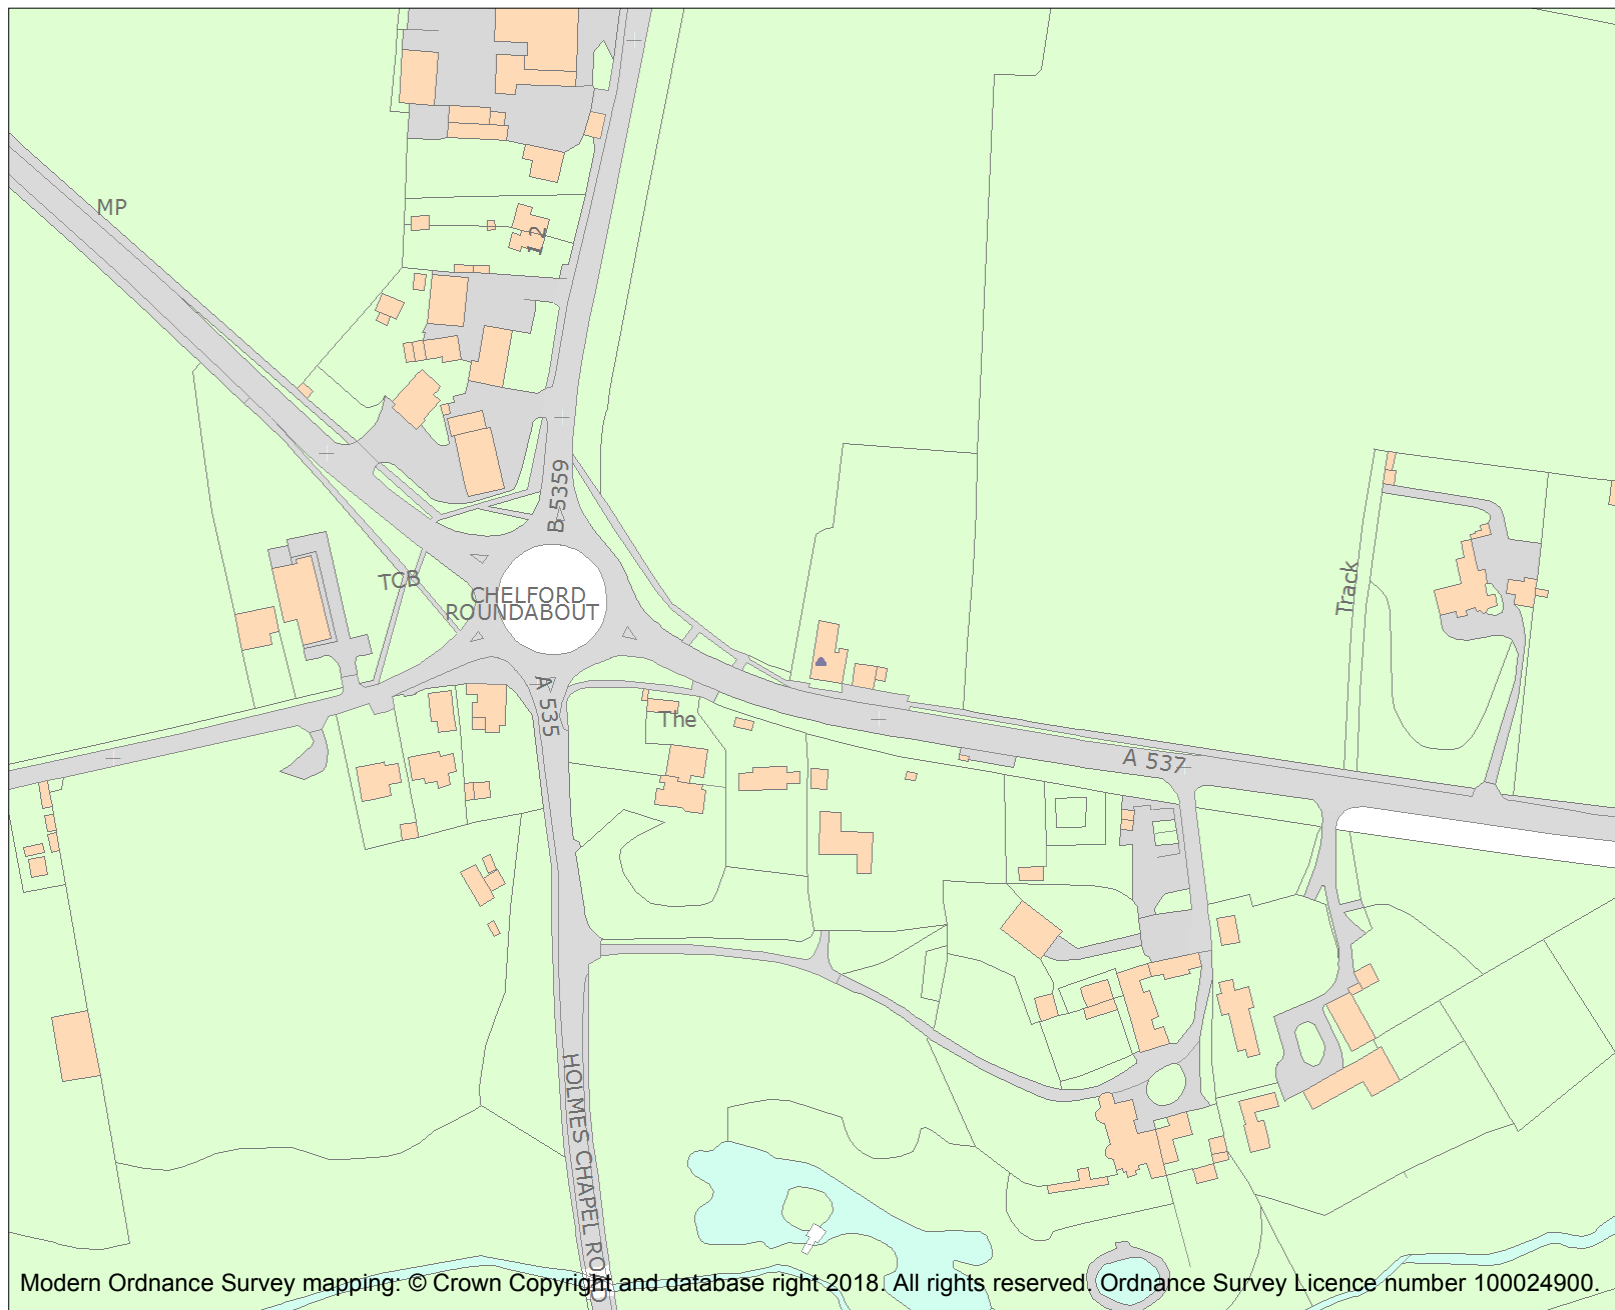 MP
12
B 5359
TCB
CHELFORD
ROUNDABOUT
Track
A 535
The
A 537
HOLMES CHAPEL ROAD
Modern Ordnance Survey mapping: © Crown Copyright and database right 2018. All rights reserved. Ordnance Survey Licence number 100024900.